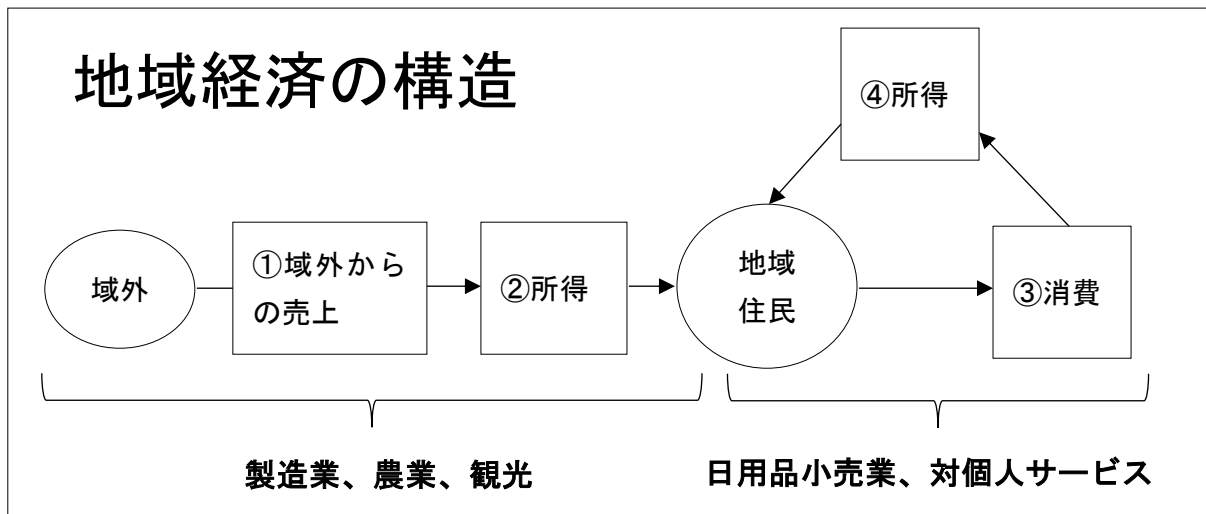 地域経済の構造
④所得
域外
①域外から
の売上
②所得
地域
住民
③消費
製造業、農業、観光
日用品小売業、対個人サービス